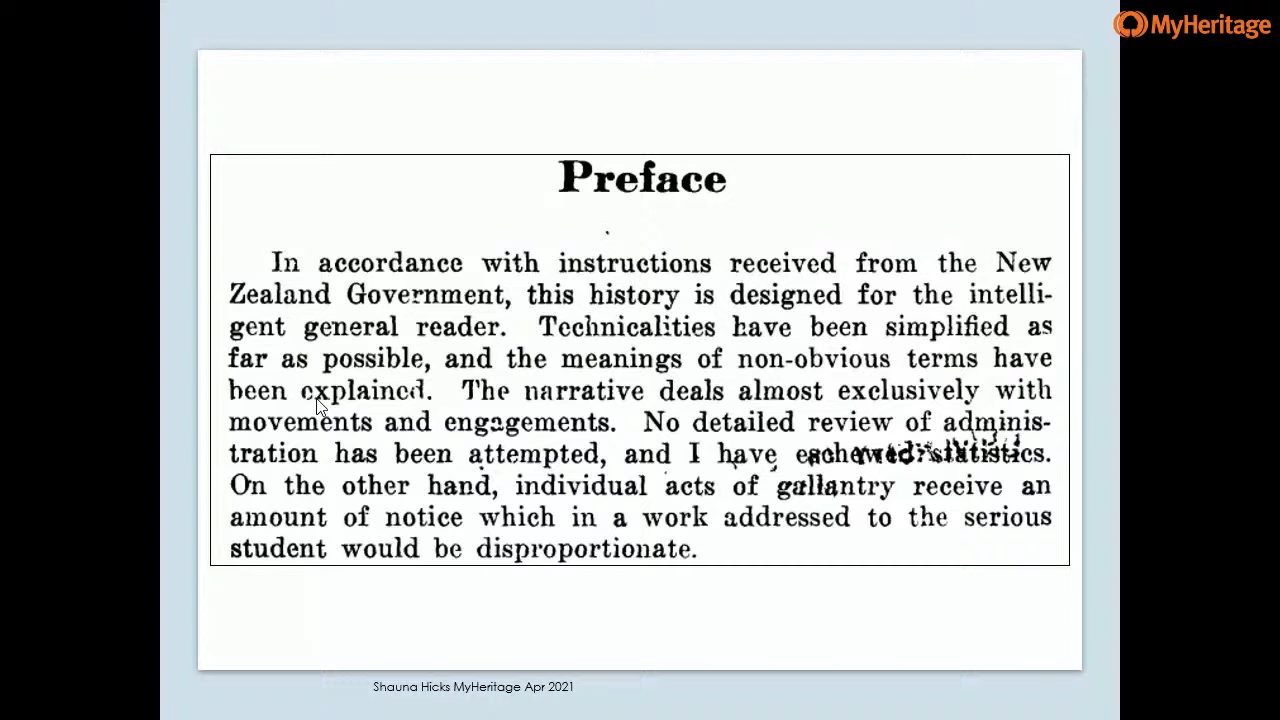 MyHeritage
Preface
In accordance with instructions received from the New
Zealand Government, this history is designed for the intelli-
gent general reader. Technicalities have been simplified as
far as possible, and the meanings of non-obvious terms have
been explained. The narrative deals almost exclusively with
movements and engagements. No detailed review of adminis-
tration has been attempted, and I have eschewed statistics.
On the other hand, individual acts of gallantry receive an
amount of notice which in a work addressed to the serious
student would be disproportionate.
Shauna Hicks MyHeritage Apr 2021